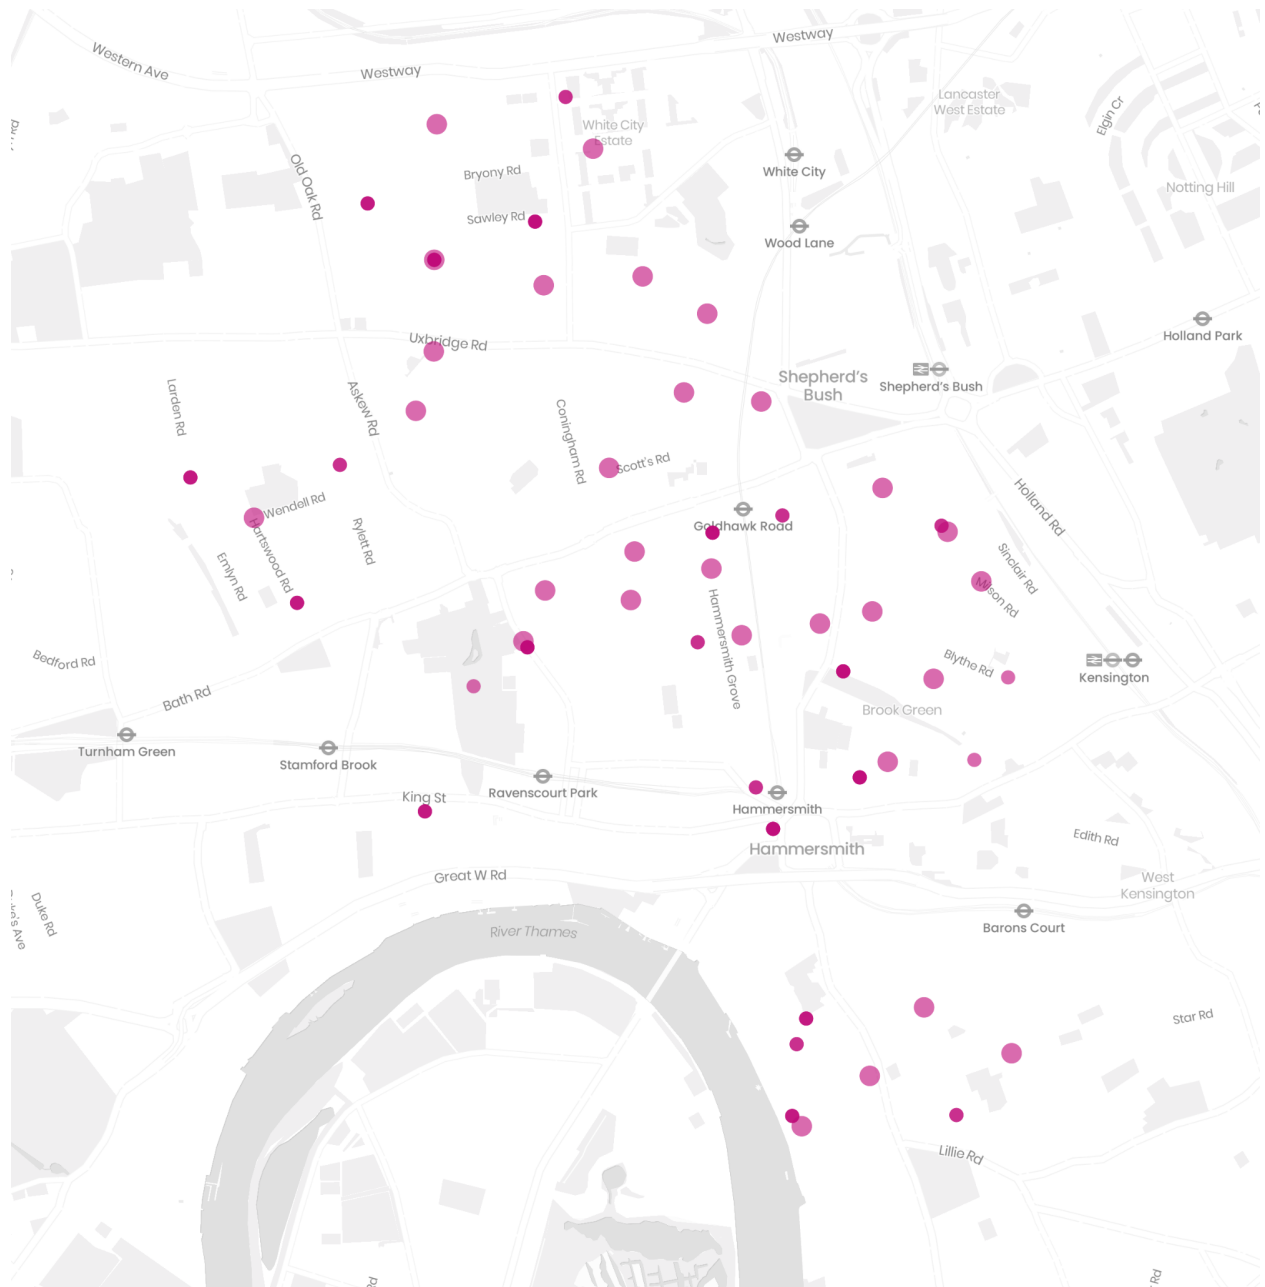 Westway
Western Ave
Westway
Lancaster
West Estate
Elgin Cr
White City
Estate
Old Oak Rd
Bryony Rd
White City
Notting Hill
Sawley Rd
Wood Lane
Holland Park
Uxbridge Rd
Shepherd's
Bush
Shepherd's Bush
Larden Rd
Askew Rd
Coningham Rd
Scott's Rd
Wendell Rd
Holland Rd
Goldhawk Road
Rylett Rd
Hartswood Rd
Emlyn Rd
Sinclair Rd
Milson Rd
Hammersmith Grove
Bedford Rd
Blythe Rd
Kensington
Bath Rd
Brook Green
Turnham Green
Stamford Brook
Ravenscourt Park
King St
Hammersmith
Edith Rd
Hammersmith
Great W Rd
West
Kensington
Duke Rd
River Thames
Barons Court
Star Rd
Lillie Rd